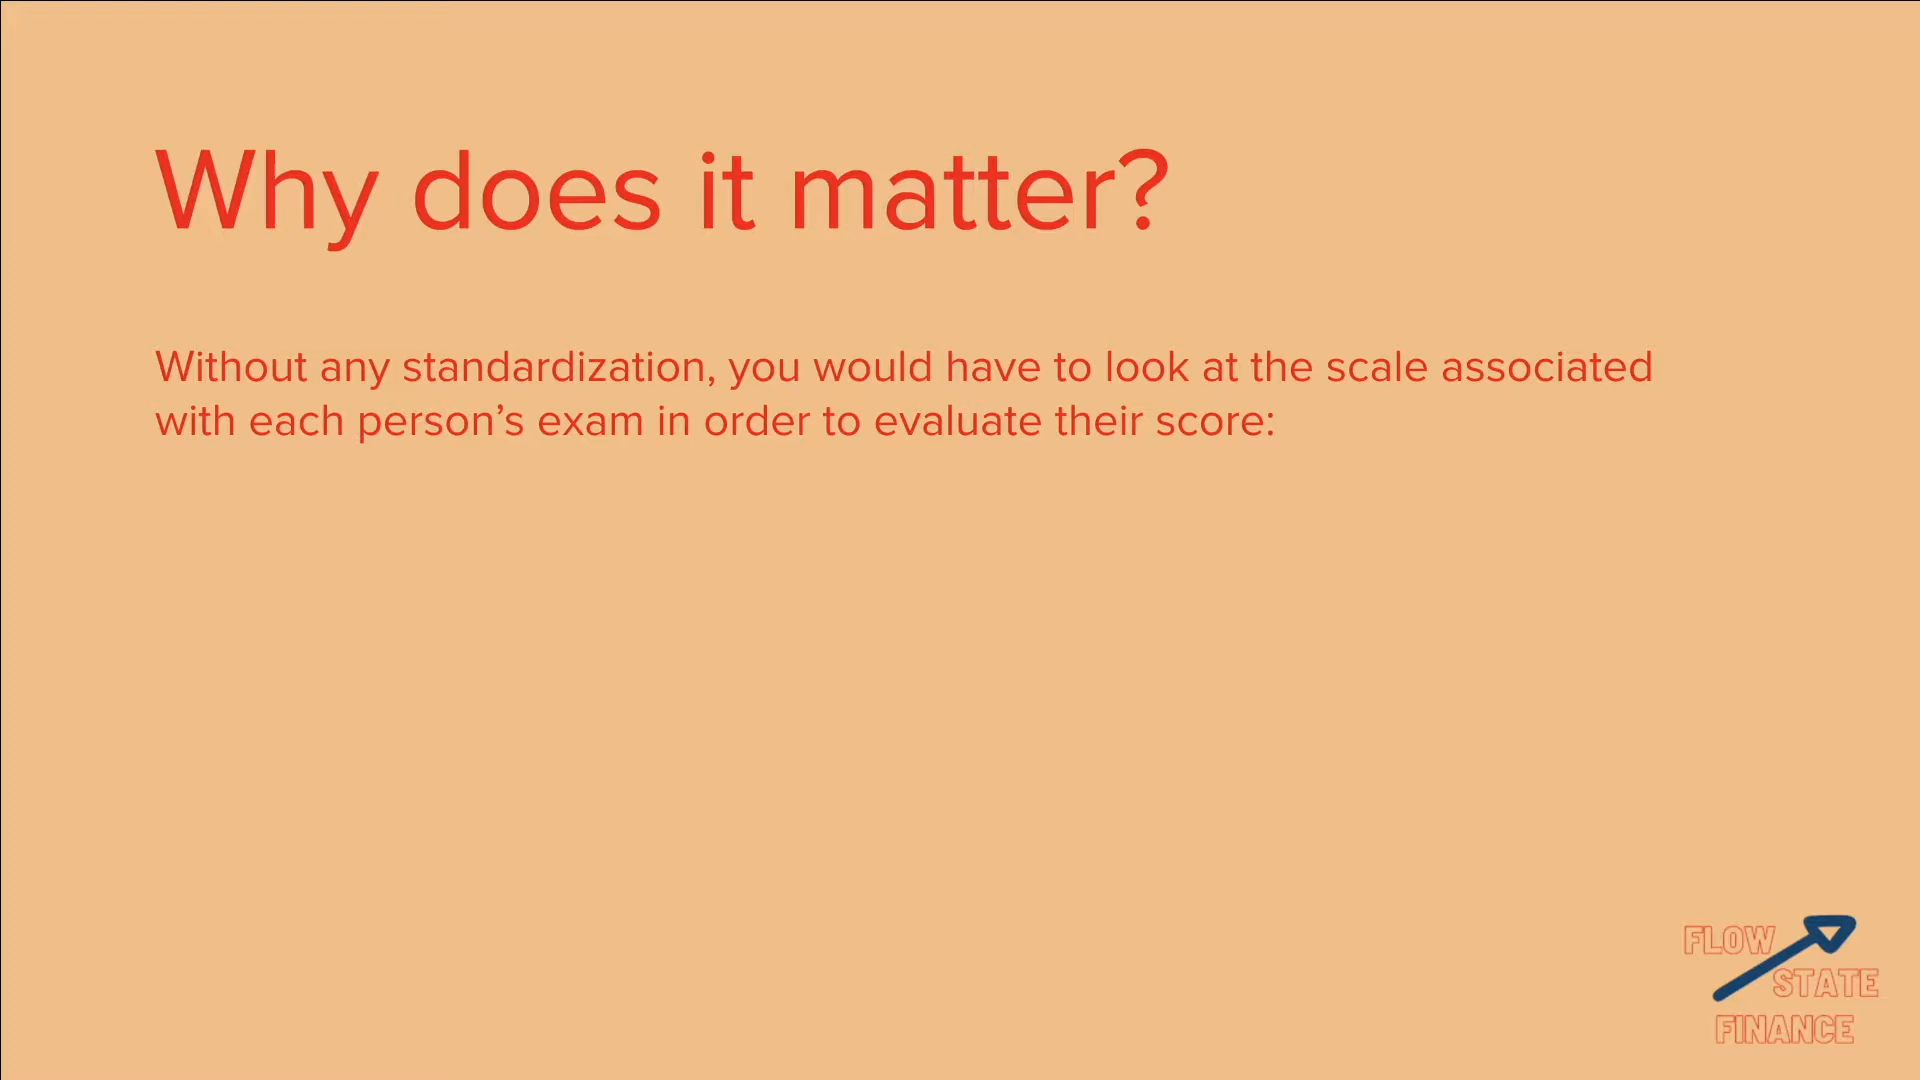 Why does it matter?
Without any standardization, you would have to look at the scale associated
with each person’s exam in order to evaluate their score:
FLOW
STATE
FINANCE